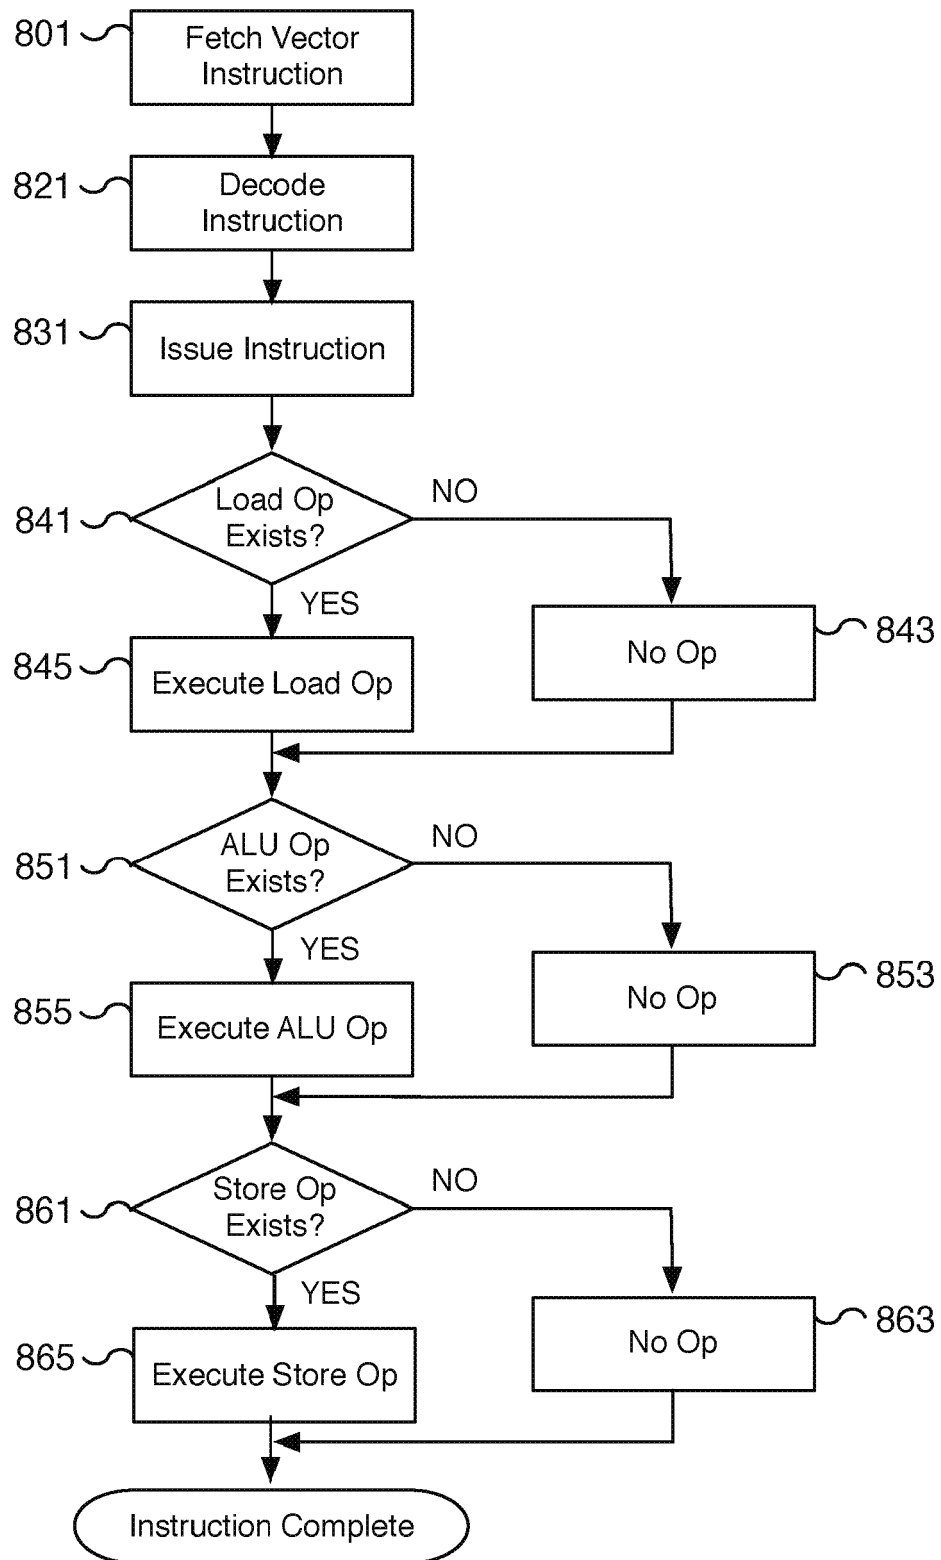 801
Fetch Vector
Instruction
821
Decode
Instruction
831
Issue Instruction
841
Load Op
Exists?
NO
YES
843
No Op
845
Execute Load Op
851
ALU Op
Exists?
NO
YES
853
No Op
855
Execute ALU Op
861
Store Op
Exists?
NO
YES
863
No Op
865
Execute Store Op
Instruction Complete